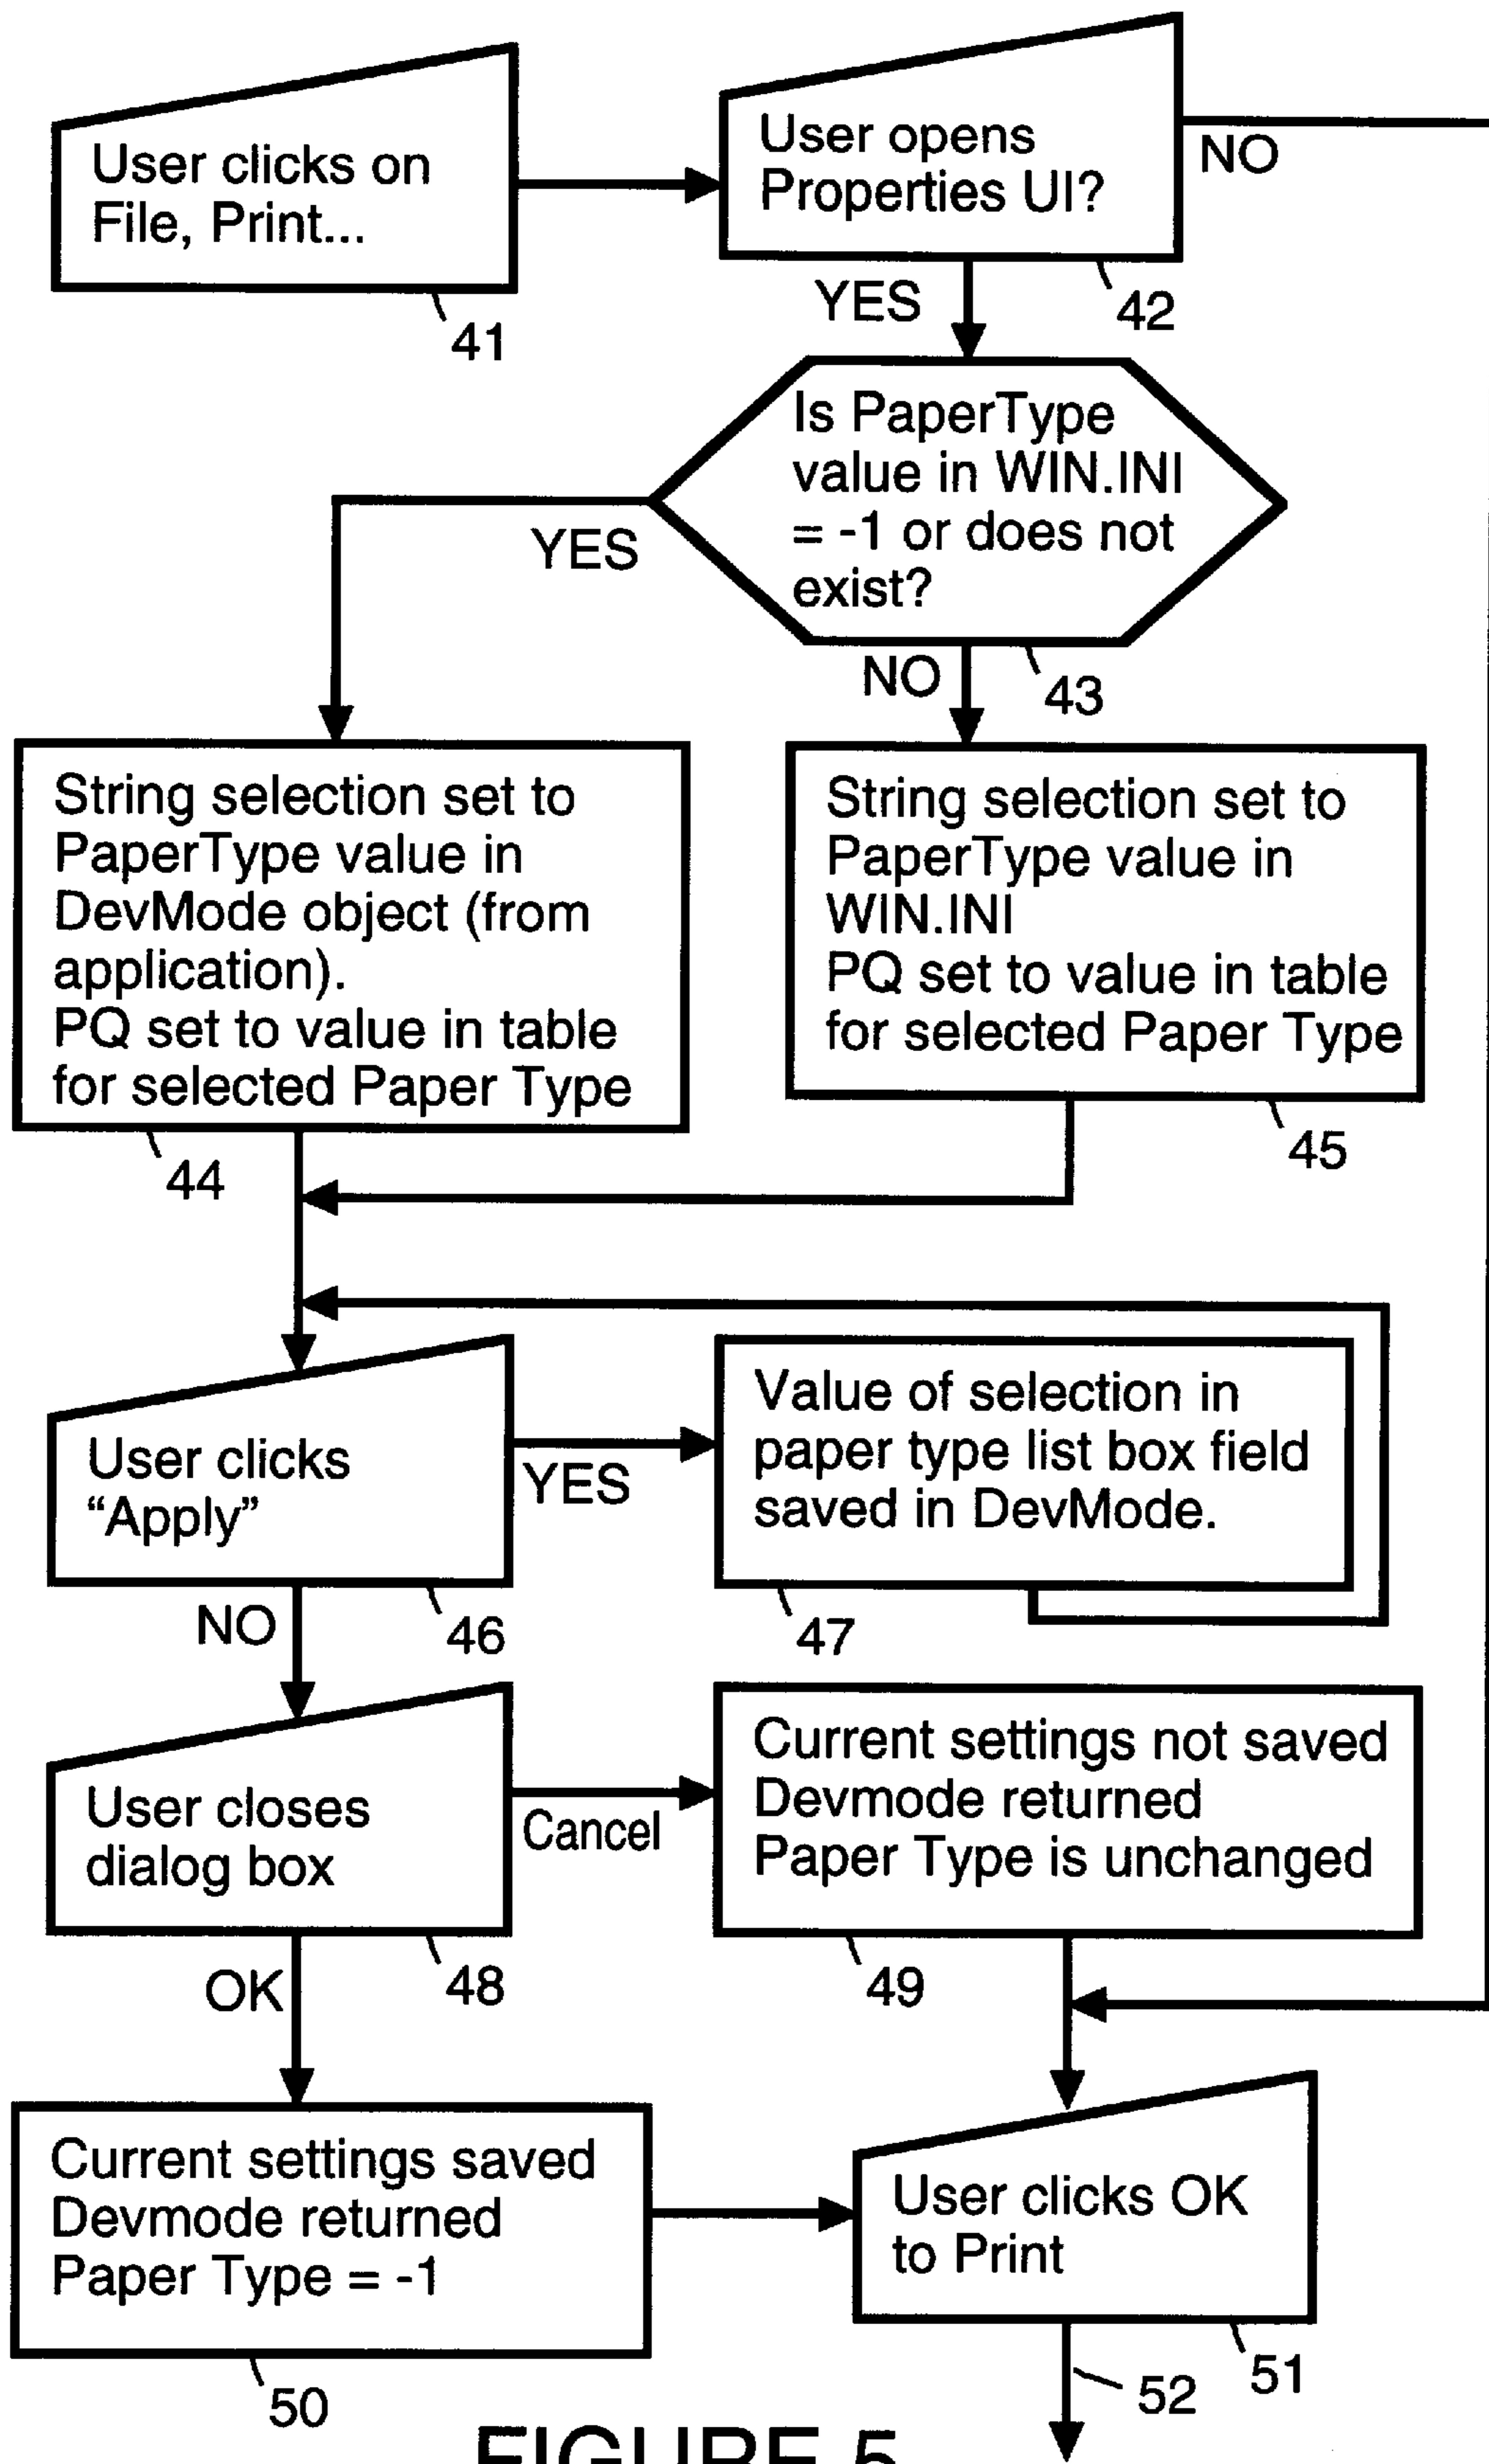 User clicks on
File, Print...
41
User opens
Properties UI?
NO
YES
42
Is PaperType
value in WIN.INI
= -1 or does not
exist?
YES
NO
43
String selection set to
PaperType value in
DevMode object (from
application).
PQ set to value in table
for selected Paper Type
44
String selection set to
PaperType value in
WIN.INI
PQ set to value in table
for selected Paper Type
45
User clicks
“Apply”
YES
NO
46
Value of selection in
paper type list box field
saved in DevMode.
47
User closes
dialog box
Cancel
OK
48
Current settings not saved
Devmode returned
Paper Type is unchanged
49
Current settings saved
Devmode returned
Paper Type = -1
50
User clicks OK
to Print
51
52
FIGURE 5